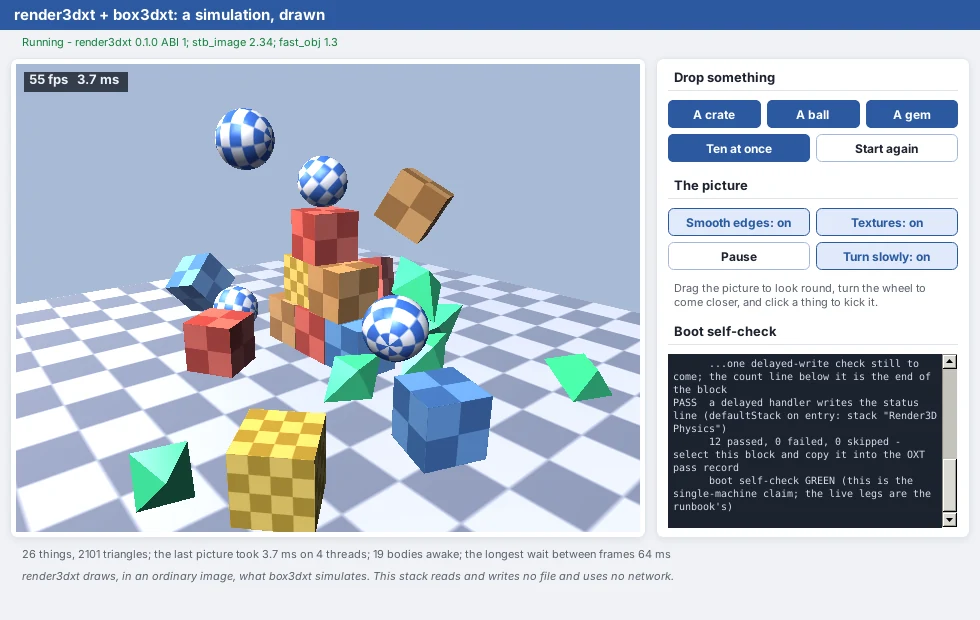 render3dxt + box3dxt: a simulation, drawn
Running - render3dxt 0.1.0 ABI 1; stb_image 2.34; fast_obj 1.3
55 fps 3.7 ms
Drop something
A crate
A ball
A gem
Ten at once
Start again
The picture
Smooth edges: on
Textures: on
Pause
Turn slowly: on
Drag the picture to look round, turn the wheel to
come closer, and click a thing to kick it.
Boot self-check
...one delayed-write check still to
come; the count line below it is the end of
the block
PASS a delayed handler writes the status
line (defaultStack on entry: stack "Render3D
Physics")
12 passed, 0 failed, 0 skipped -
select this block and copy it into the OXT
pass record
boot self-check GREEN (this is the
single-machine claim; the live legs are the
runbook's)
26 things, 2101 triangles; the last picture took 3.7 ms on 4 threads; 19 bodies awake; the longest wait between frames 64 ms
render3dxt draws, in an ordinary image, what box3dxt simulates. This stack reads and writes no file and uses no network.